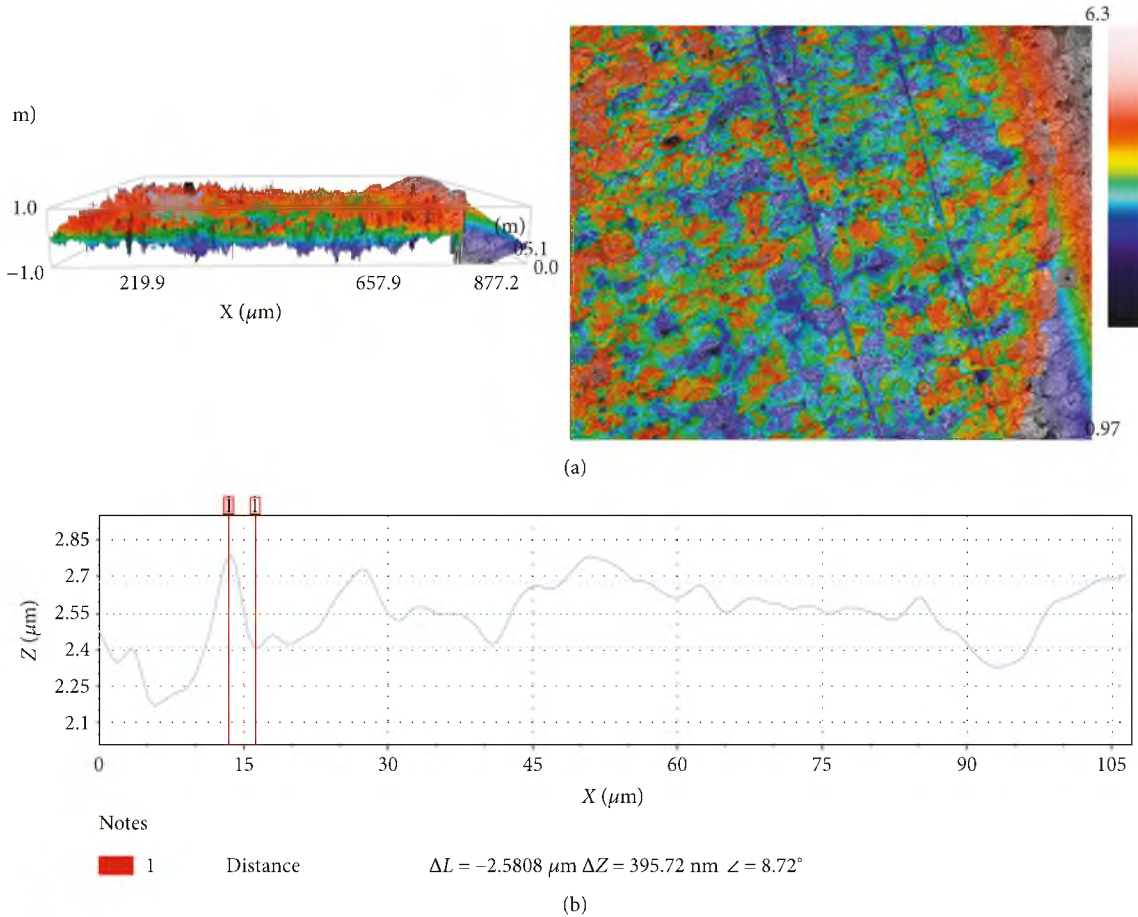 6.3
m)
1.0
(m)
05.1
−1.0
0.0
219.9
657.9
877.2
X (μm)
0.97
(a)
1 1
2.85
2.7
2.55
2.4
2.25
2.1
Z (μm)
0 15 30 45 60 75 90 105
X (μm)
Notes
1 Distance ΔL = −2.5808 μm ΔZ = 395.72 nm ∠ = 8.72°
(b)